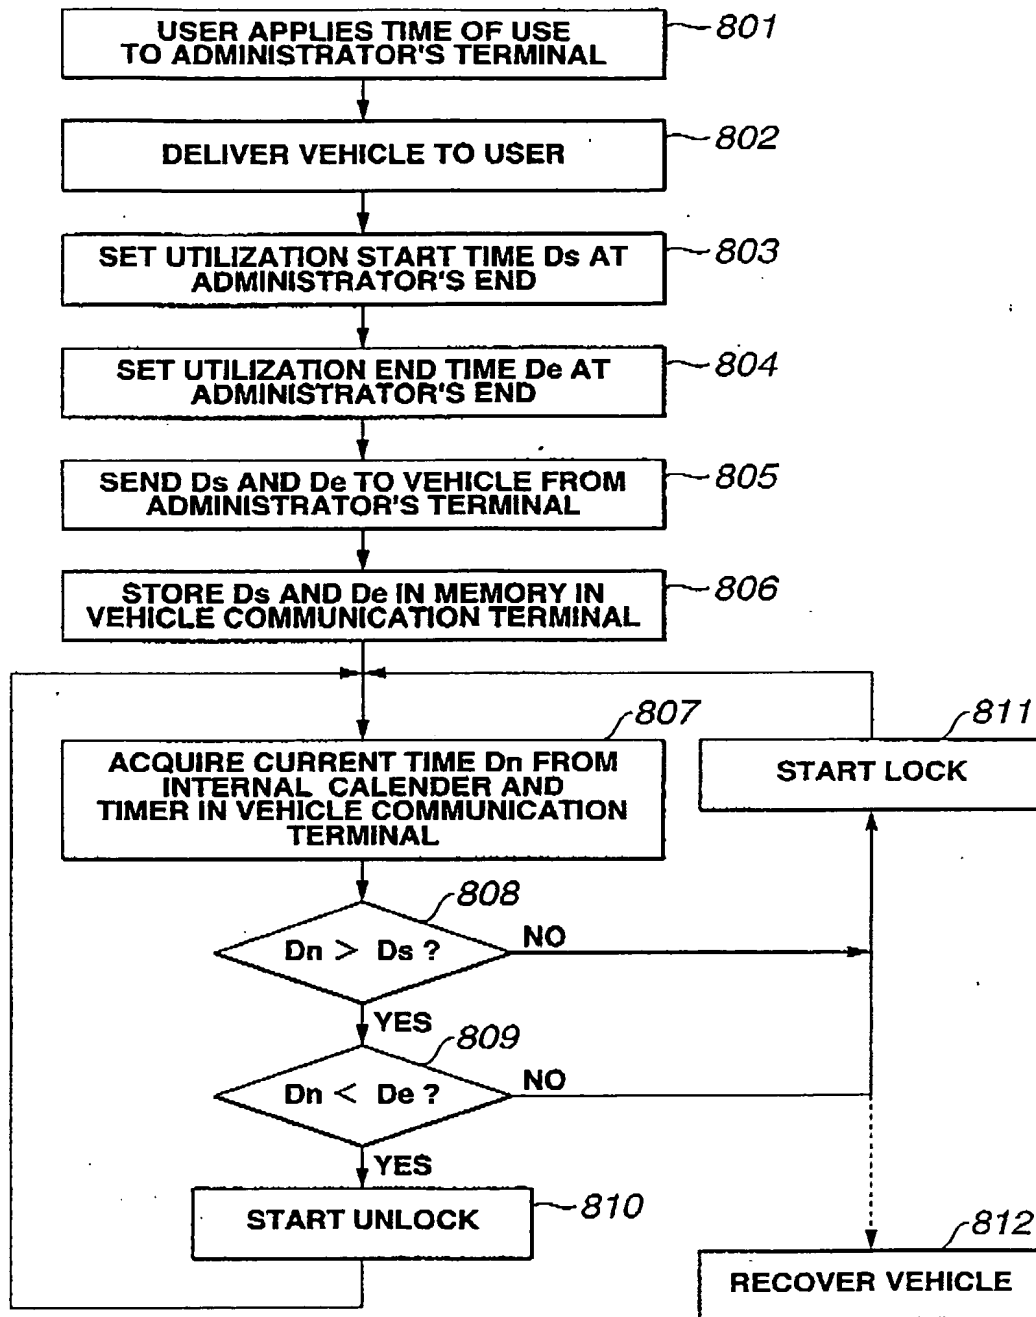 USER APPLIES TIME OF USE
TO ADMINISTRATOR'S TERMINAL
801
DELIVER VEHICLE TO USER
802
SET UTILIZATION START TIME Ds AT
ADMINISTRATOR'S END
803
SET UTILIZATION END TIME De AT
ADMINISTRATOR'S END
804
SEND Ds AND De TO VEHICLE FROM
ADMINISTRATOR'S TERMINAL
805
STORE Ds AND De IN MEMORY IN
VEHICLE COMMUNICATION TERMINAL
806
807
ACQUIRE CURRENT TIME Dn FROM
INTERNAL CALENDER AND
TIMER IN VEHICLE COMMUNICATION
TERMINAL
811
START LOCK
808
Dn > Ds ?
NO
YES
809
Dn < De ?
NO
YES
START UNLOCK
810
812
RECOVER VEHICLE